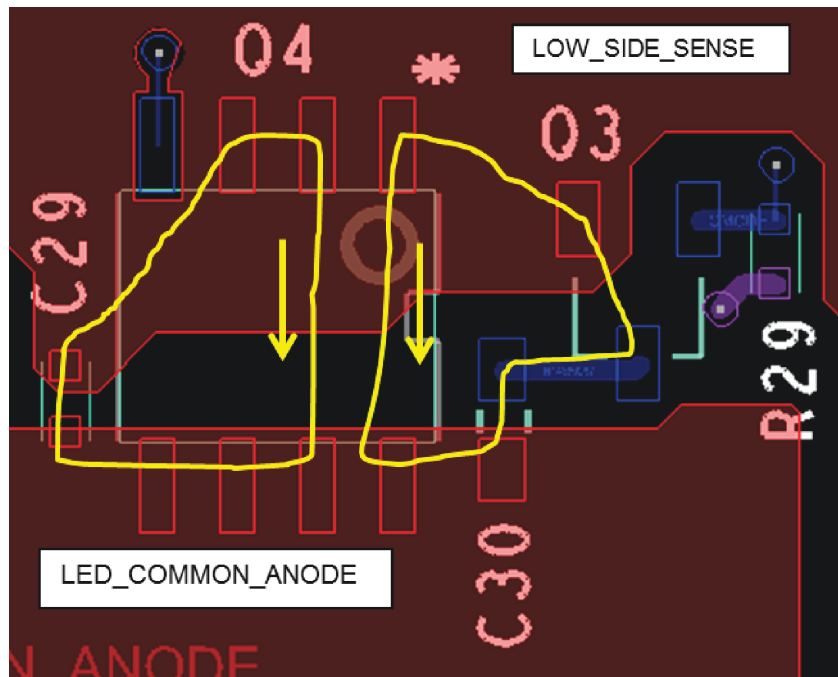 LOW_SIDE_SENSE
Q4
*
Q3
C29
R29
LED_COMMON_ANODE
C30
N_ANODE